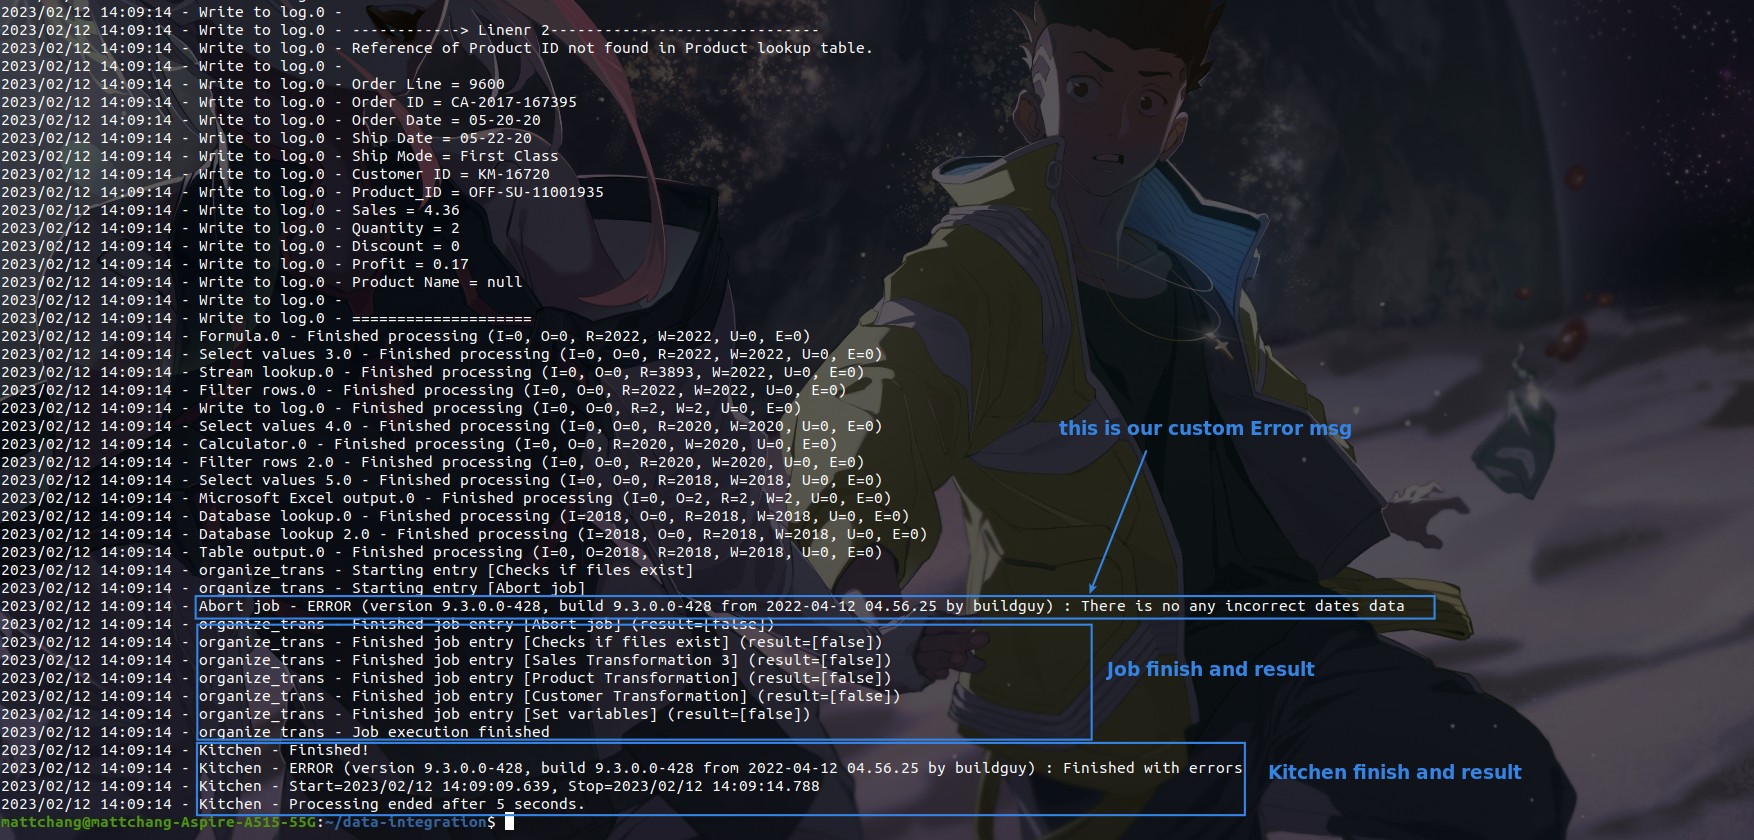 2023/02/12 14:09:14 - Write to log.0 -
2023/02/12 14:09:14 - Write to log.0 - ------------> Linenr 2------------------------------
2023/02/12 14:09:14 - Write to log.0 - Reference of Product ID not found in Product lookup table.
2023/02/12 14:09:14 - Write to log.0 -
2023/02/12 14:09:14 - Write to log.0 - Order Line = 9600
2023/02/12 14:09:14 - Write to log.0 - Order ID = CA-2017-167395
2023/02/12 14:09:14 - Write to log.0 - Order Date = 05-20-20
2023/02/12 14:09:14 - Write to log.0 - Ship Date = 05-22-20
2023/02/12 14:09:14 - Write to log.0 - Ship Mode = First Class
2023/02/12 14:09:14 - Write to log.0 - Customer ID = KM-16720
2023/02/12 14:09:14 - Write to log.0 - Product_ID = OFF-SU-11001935
2023/02/12 14:09:14 - Write to log.0 - Sales = 4.36
2023/02/12 14:09:14 - Write to log.0 - Quantity = 2
2023/02/12 14:09:14 - Write to log.0 - Discount = 0
2023/02/12 14:09:14 - Write to log.0 - Profit = 0.17
2023/02/12 14:09:14 - Write to log.0 - Product Name = null
2023/02/12 14:09:14 - Write to log.0 -
2023/02/12 14:09:14 - Write to log.0 - ====================
2023/02/12 14:09:14 - Formula.0 - Finished processing (I=0, O=0, R=2022, W=2022, U=0, E=0)
2023/02/12 14:09:14 - Select values 3.0 - Finished processing (I=0, O=0, R=2022, W=2022, U=0, E=0)
2023/02/12 14:09:14 - Stream lookup.0 - Finished processing (I=0, O=0, R=3893, W=2022, U=0, E=0)
2023/02/12 14:09:14 - Filter rows.0 - Finished processing (I=0, O=0, R=2022, W=2022, U=0, E=0)
2023/02/12 14:09:14 - Write to log.0 - Finished processing (I=0, O=0, R=2, W=2, U=0, E=0)
2023/02/12 14:09:14 - Select values 4.0 - Finished processing (I=0, O=0, R=2020, W=2020, U=0, E=0)
2023/02/12 14:09:14 - Calculator.0 - Finished processing (I=0, O=0, R=2020, W=2020, U=0, E=0)
this is our custom Error msg
2023/02/12 14:09:14 - Filter rows 2.0 - Finished processing (I=0, O=0, R=2020, W=2020, U=0, E=0)
2023/02/12 14:09:14 - Select values 5.0 - Finished processing (I=0, O=0, R=2018, W=2018, U=0, E=0)
2023/02/12 14:09:14 - Microsoft Excel output.0 - Finished processing (I=0, O=2, R=2, W=2, U=0, E=0)
2023/02/12 14:09:14 - Database lookup.0 - Finished processing (I=2018, O=0, R=2018, W=2018, U=0, E=0)
2023/02/12 14:09:14 - Database lookup 2.0 - Finished processing (I=2018, O=0, R=2018, W=2018, U=0, E=0)
2023/02/12 14:09:14 - Table output.0 - Finished processing (I=0, O=2018, R=2018, W=2018, U=0, E=0)
2023/02/12 14:09:14 - organize_trans - Starting entry [Checks if files exist]
2023/02/12 14:09:14 - organize_trans - Starting entry [Abort job]
2023/02/12 14:09:14 - Abort job - ERROR (version 9.3.0.0-428, build 9.3.0.0-428 from 2022-04-12 04.56.25 by buildguy) : There is no any incorrect dates data
2023/02/12 14:09:14 - organize_trans - Finished job entry [Abort job] (result=[false])
2023/02/12 14:09:14 - organize_trans - Finished job entry [Checks if files exist] (result=[false])
2023/02/12 14:09:14 - organize_trans - Finished job entry [Sales Transformation 3] (result=[false])
Job finish and result
2023/02/12 14:09:14 - organize_trans - Finished job entry [Product Transformation] (result=[false])
2023/02/12 14:09:14 - organize_trans - Finished job entry [Customer Transformation] (result=[false])
2023/02/12 14:09:14 - organize_trans - Finished job entry [Set variables] (result=[false])
2023/02/12 14:09:14 - organize_trans - Job execution finished
2023/02/12 14:09:14 - Kitchen - Finished!
2023/02/12 14:09:14 - Kitchen - ERROR (version 9.3.0.0-428, build 9.3.0.0-428 from 2022-04-12 04.56.25 by buildguy) : Finished with errors
Kitchen finish and result
2023/02/12 14:09:14 - Kitchen - Start=2023/02/12 14:09:09.639, Stop=2023/02/12 14:09:14.788
2023/02/12 14:09:14 - Kitchen - Processing ended after 5 seconds.
mattchang@mattchang-Aspire-A515-55G:~/data-integration$